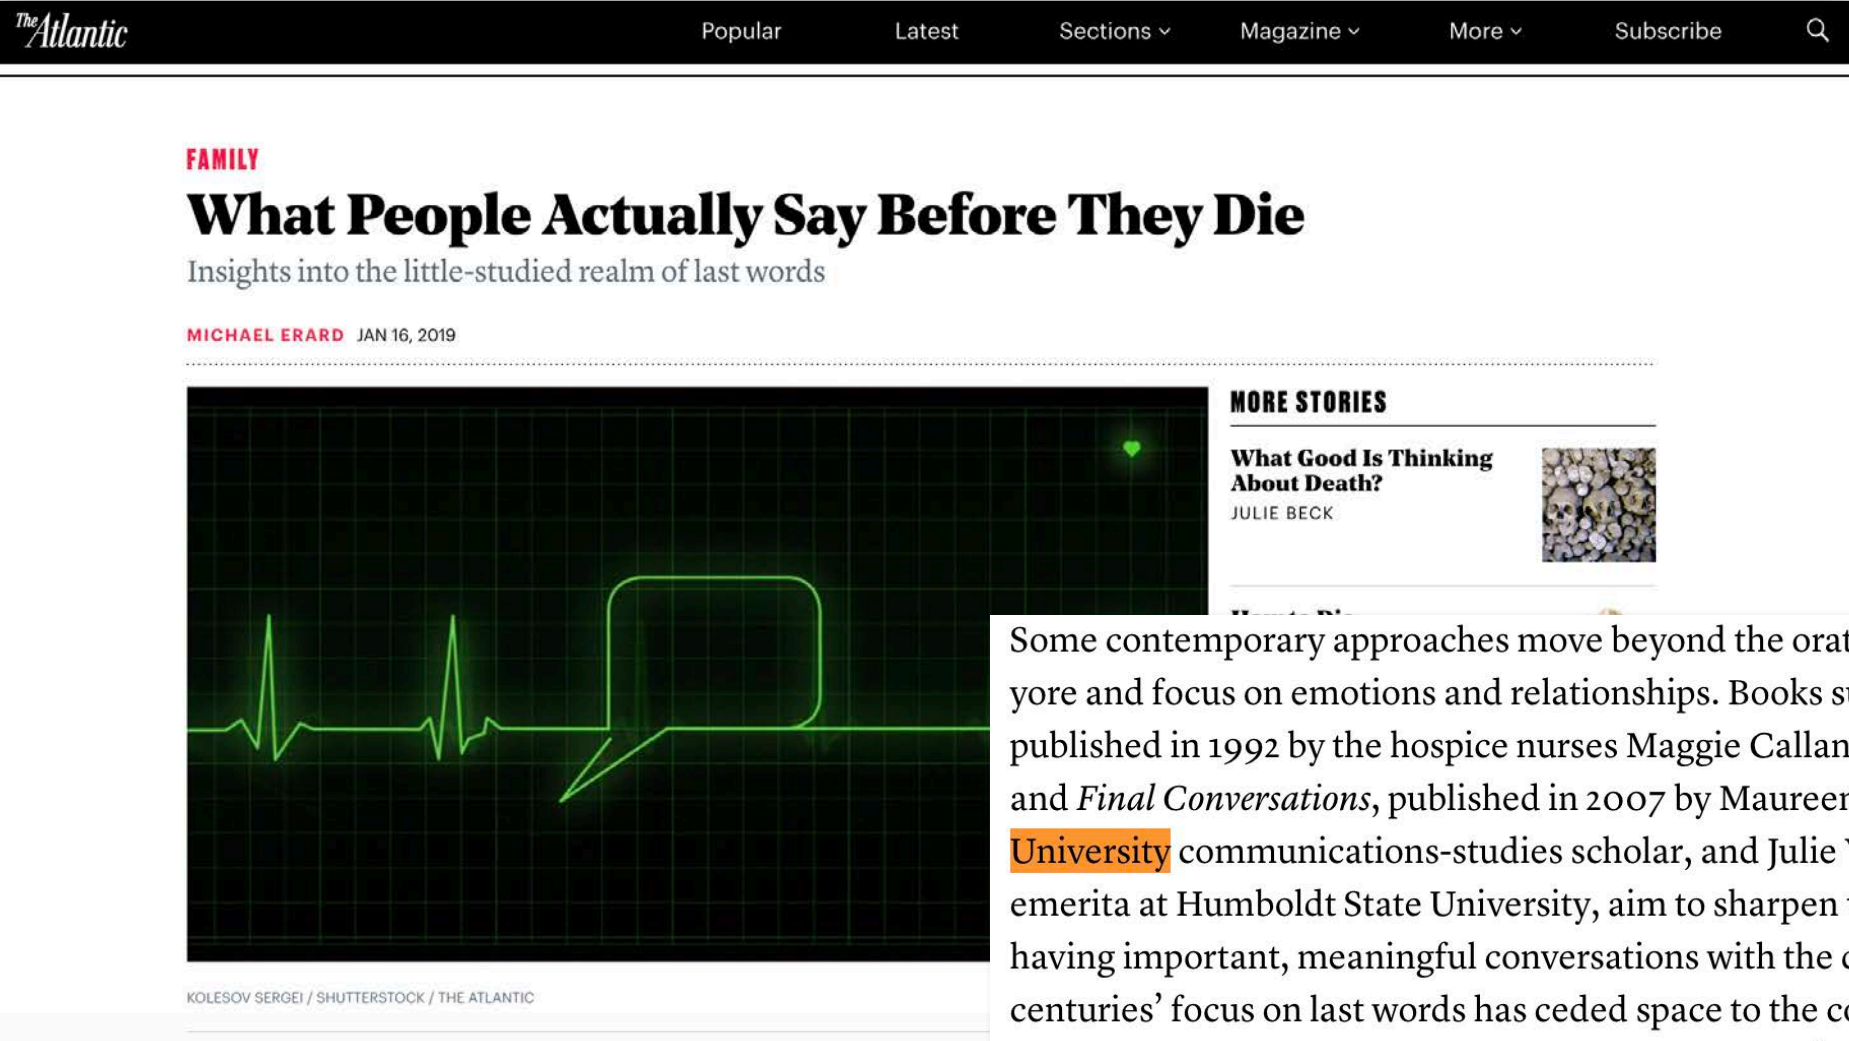 The Atlantic
Popular Latest Sections Magazine More Subscribe
FAMILY
What People Actually Say Before They Die
Insights into the little-studied realm of last words
MICHAEL ERARD JAN 16, 2019
MORE STORIES
What Good Is Thinking
About Death?
JULIE BECK
Some contemporary approaches move beyond the
yore and focus on emotions and relationships. Books
published in 1992 by the hospice nurses Maggie
and Final Conversations, published in 2007 by
University communications-studies scholar, and Julie
emerita at Humboldt State University, aim to sharpen
having important, meaningful conversations with the
centuries’ focus on last words has ceded space to the
KOLESOV SERGEI / SHUTTERSTOCK / THE ATLANTIC